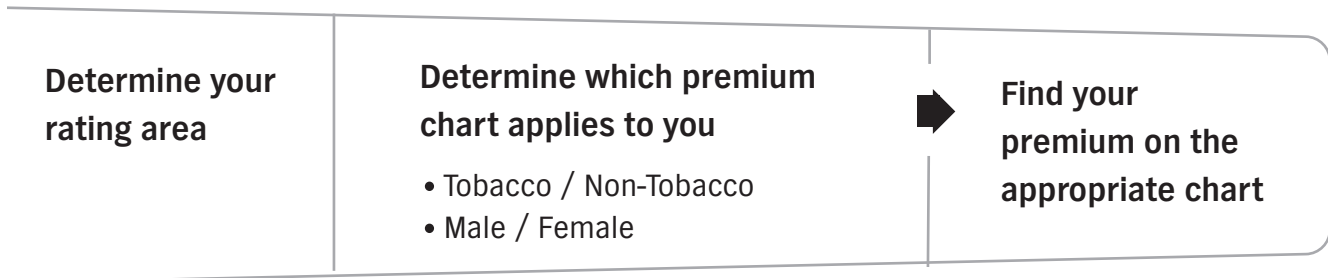 Determine your
rating area
Determine which premium
chart applies to you
• Tobacco / Non-Tobacco
• Male / Female
Find your
premium on the
appropriate chart